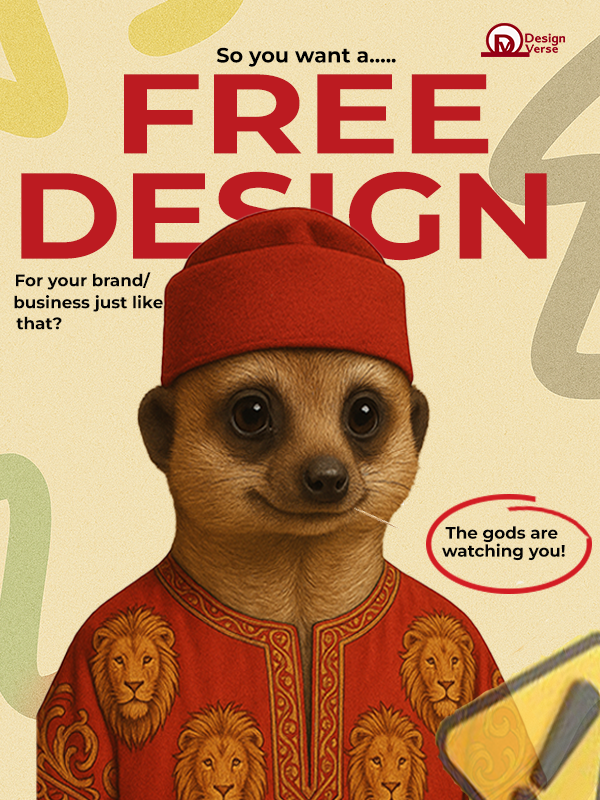 So you want a.....
Design
Verse
FREE
DESIGN
For your brand/
business just like
that?
The gods are
watching you!